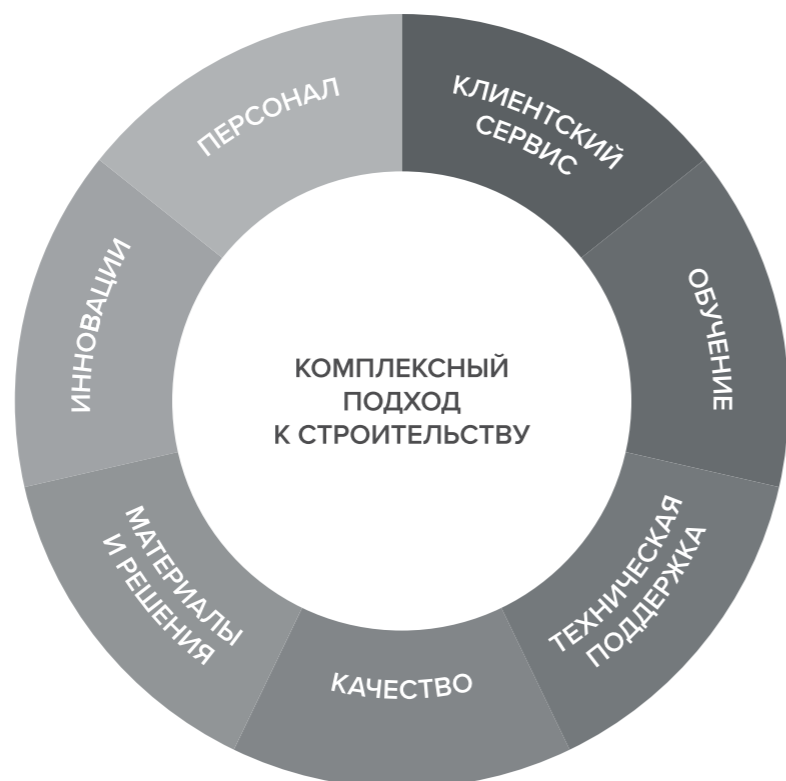 КЛИЕНТСКИЙ
СЕРВИС
ОБУЧЕНИЕ
ТЕХНИЧЕСКАЯ
ПОДДЕРЖКА
КАЧЕСТВО
МАТЕРИАЛЫ
И РЕШЕНИЯ
ИННОВАЦИИ
ПЕРСОНАЛ
КОМПЛЕКСНЫЙ
ПОДХОД
К СТРОИТЕЛЬСТВУ